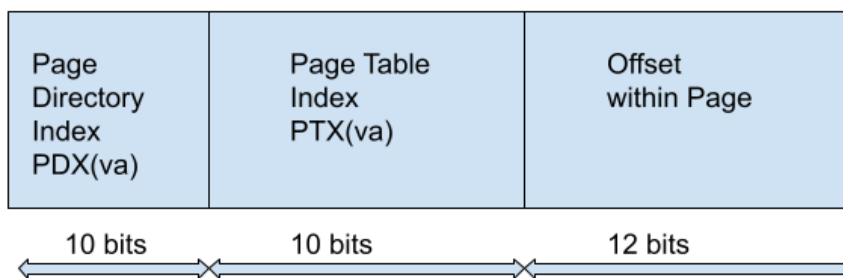 Page
Directory
Index
PDX(va)
Page Table
Index
PTX(va)
Offset
within Page
10 bits
10 bits
12 bits